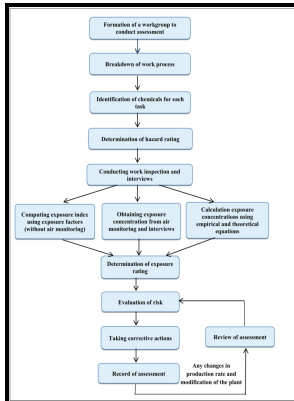 Formation of a workgroup to
conduct assessment
Breakdown of work process
Identification of chemicals for each
task
Determination of hazard rating
Conducting work inspection and
interviews
Computing exposure index
using exposure factors
(without air monitoring)
Obtaining exposure
concentration from air
monitoring and interviews
Calculation exposure
concentrations using
empirical and theoretical
equations
Determination of exposure
rating
Evaluation of risk
Taking corrective actions
Review of assessment
Record of assessment
Any changes in
production rate and
modification of the plant